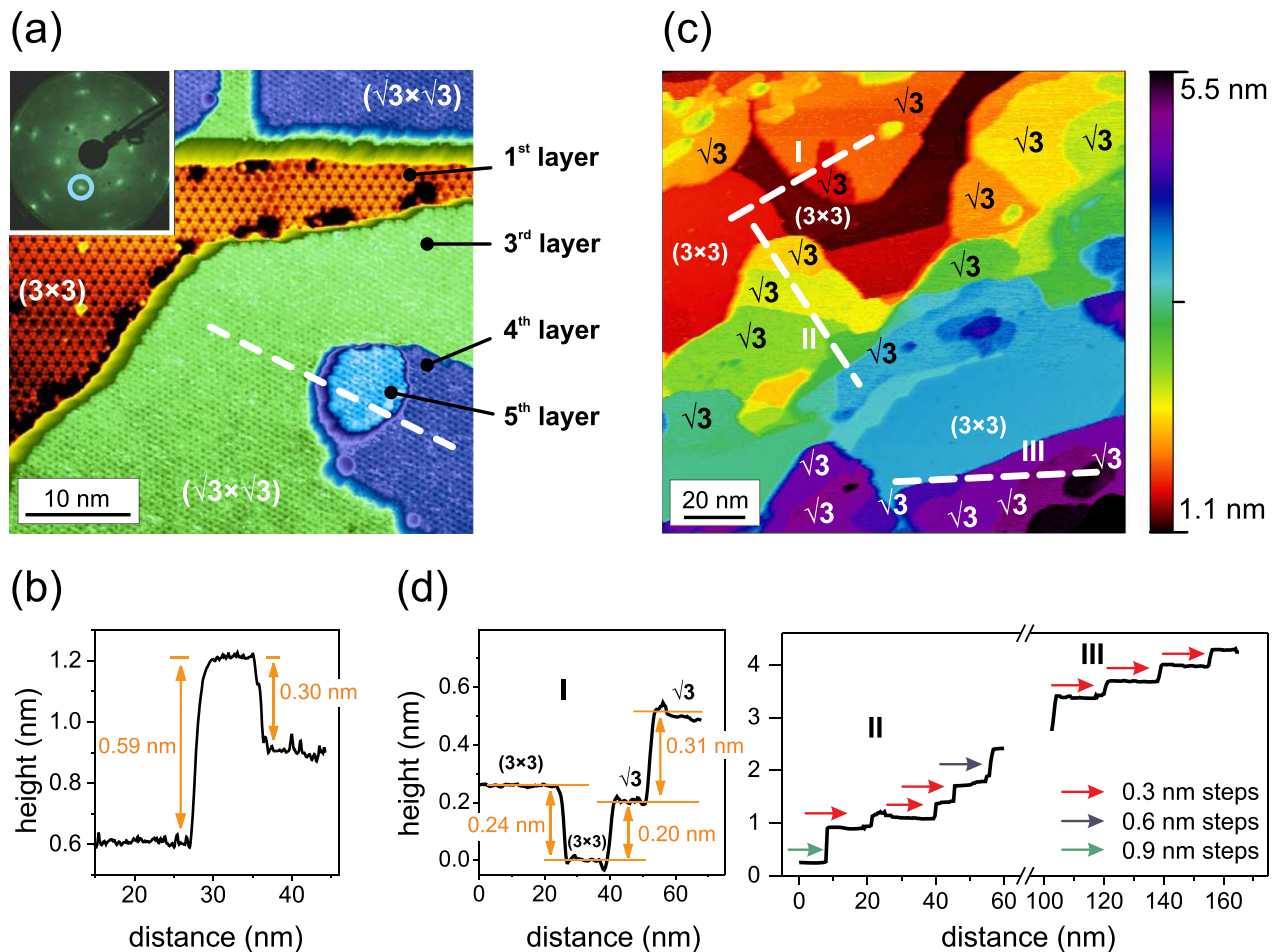 (a)
(√3×√3)
1st layer
3rd layer
(3×3)
4th layer
5th layer
(√3×√3)
10 nm
(c)
√3
√3
√3
√3
I
√3
√3
(3×3)
(3×3)
√3
√3
√3
√3
II
√3
√3
(3×3)
III
√3
√3
√3
√3
√3
√3
20 nm
5.5 nm
1.1 nm
(b)
1.2
1.0
0.8
0.6
height (nm)
0.59 nm
0.30 nm
20
30
40
distance (nm)
(d)
I
0.6
0.4
0.2
0.0
height (nm)
(3×3)
0.24 nm
(3×3)
√3
√3
0.31 nm
0.20 nm
0
20
40
60
distance (nm)
4
3
2
1
0
II
III
0.3 nm steps
0.6 nm steps
0.9 nm steps
0
20
40
60
100
120
140
160
distance (nm)